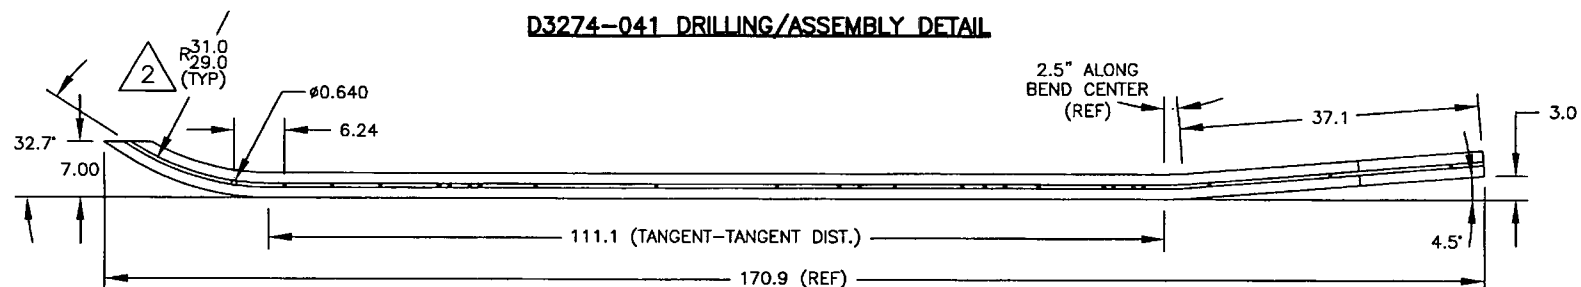 D3274-041 DRILLING/ASSEMBLY DETAIL
2
R31.0
29.0
(TYP)
ø0.640
2.5" ALONG
BEND CENTER
(REF)
6.24
37.1
3.0
32.7°
7.00
111.1 (TANGENT-TANGENT DIST.)
4.5°
170.9 (REF)